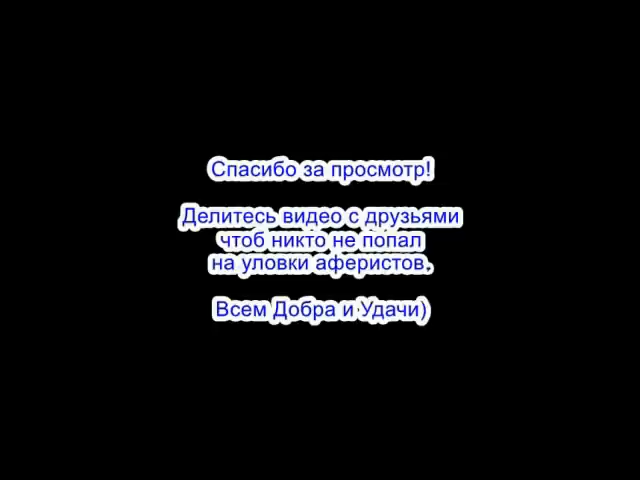 Спасибо за просмотр!
Делитесь видео с друзьями
чтоб никто не попал
на уловки аферистов.
Всем Добра и Удачи)